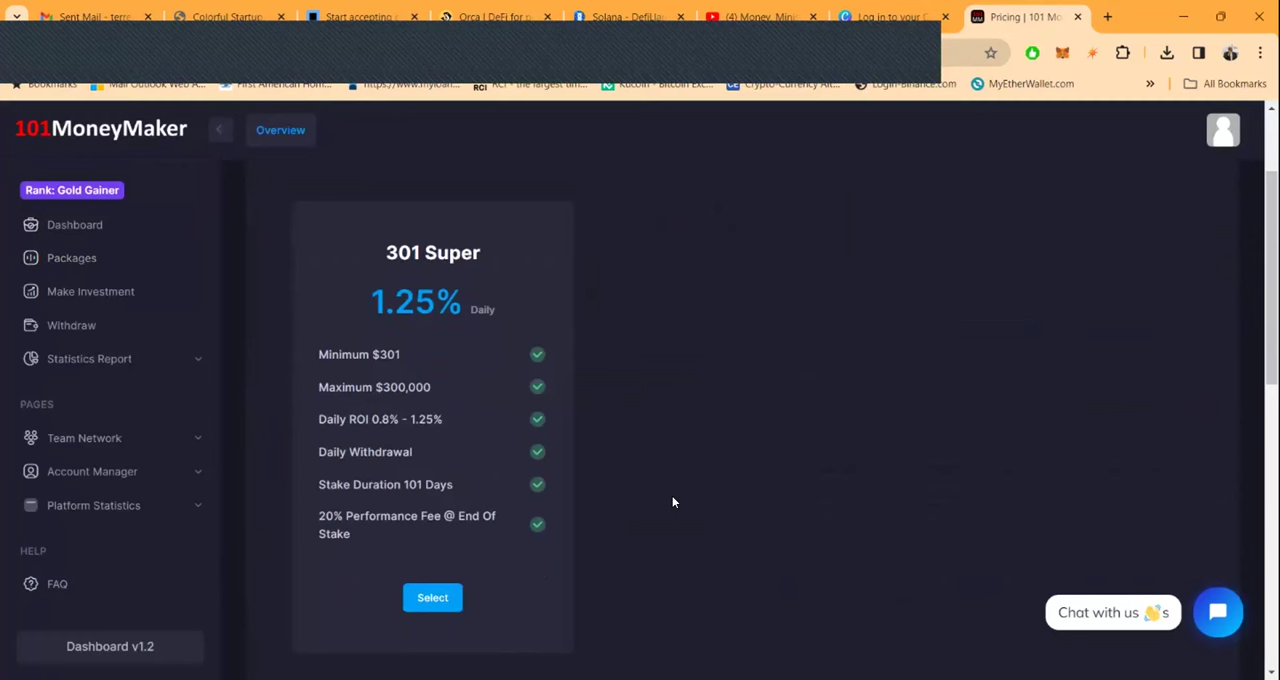 Sent Mail - terre
Colorful Startup
Start accepting
Orca | DeFi for p
Solana - DefiLla
(4) Money, Mini
Log in to your
Pricing | 101 Mo
Bookmarks
Mail Outlook Web A...
First American Hom...
RCI - the largest tim...
KuCoin - Bitcoin Exc...
Crypto-Currency Alt...
Login-Binance.com
MyEtherWallet.com
»
All Bookmarks
101MoneyMaker
Overview
Rank: Gold Gainer
Dashboard
Packages
Make Investment
Withdraw
Statistics Report
PAGES
Team Network
Account Manager
Platform Statistics
HELP
FAQ
Dashboard v1.2
301 Super
1.25% Daily
Minimum $301
Maximum $300,000
Daily ROI 0.8% - 1.25%
Daily Withdrawal
Stake Duration 101 Days
20% Performance Fee @ End Of
Stake
Select
Chat with us 👋s